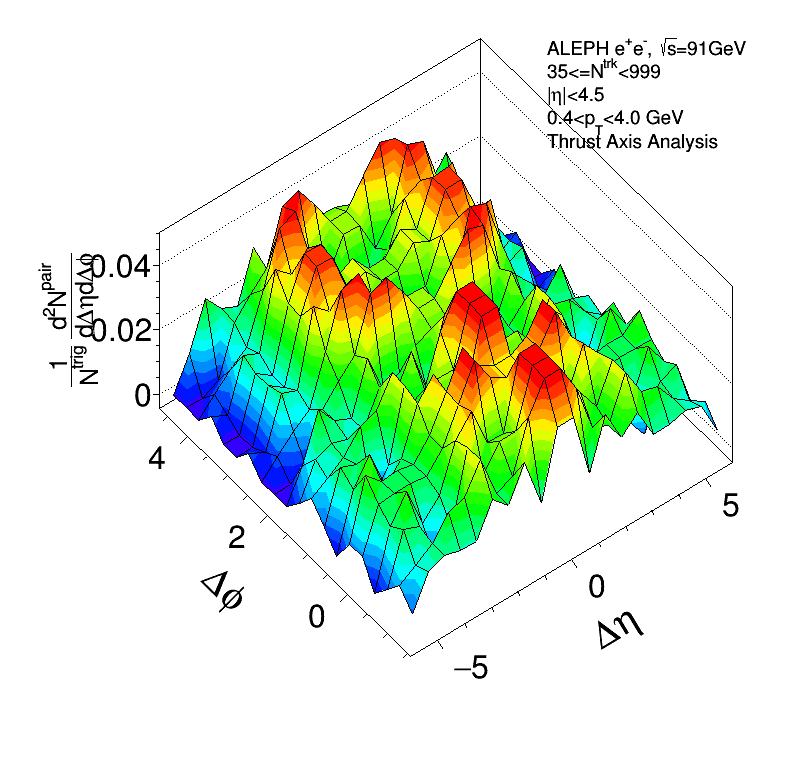 ALEPH e⁺e⁻, √s=91GeV
35<=Nᵗʳᵏ<999
|η|<4.5
0.4<p_T<4.0 GeV
Thrust Axis Analysis
1/N^trig d²N^pair/dΔηdΔφ
0.04
0.02
0
4
2
0
Δϕ
−5
0
5
Δη